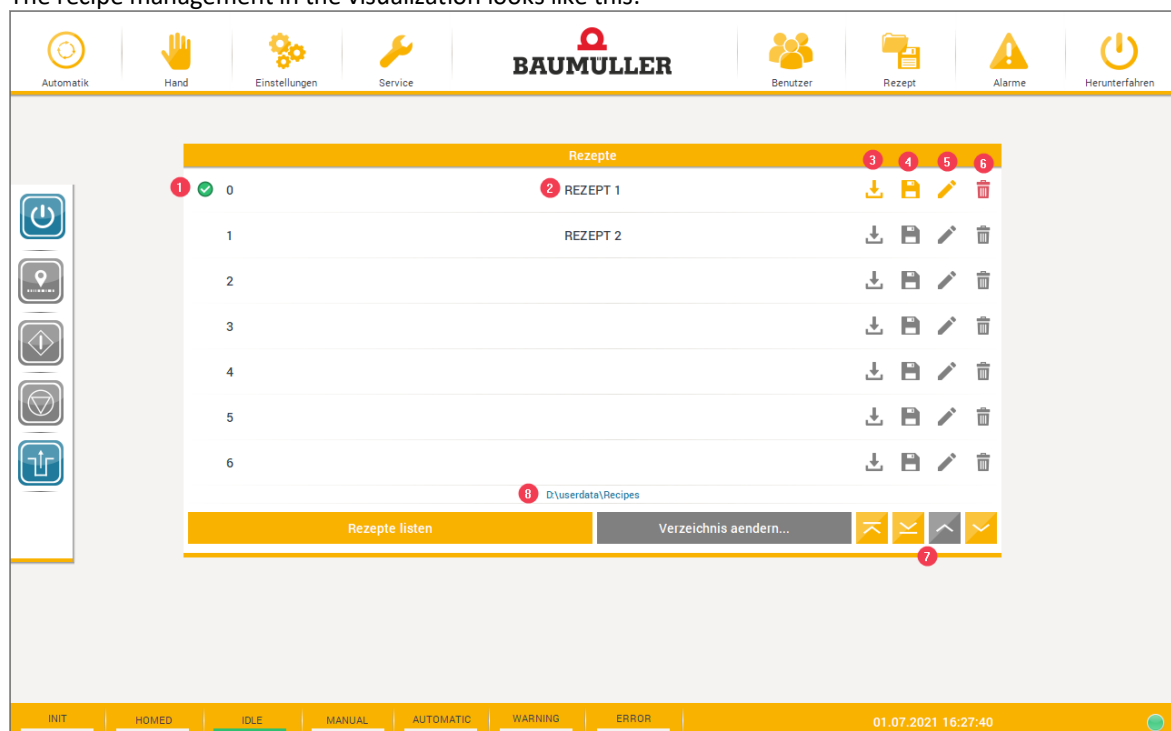 The recipe management in the visualization looks like this:
BAUMÜLLER
Automatik Hand Einstellungen Service Benutzer Rezept Alarme Herunterfahren
Rezepte
3 4 5 6
1 0 2 REZEPT 1
1 REZEPT 2
2
3
4
5
6
8 D:\userdata\Recipes
Rezepte listen Verzeichnis aendern...
7
INIT HOMED IDLE MANUAL AUTOMATIC WARNING ERROR 01.07.2021 16:27:40